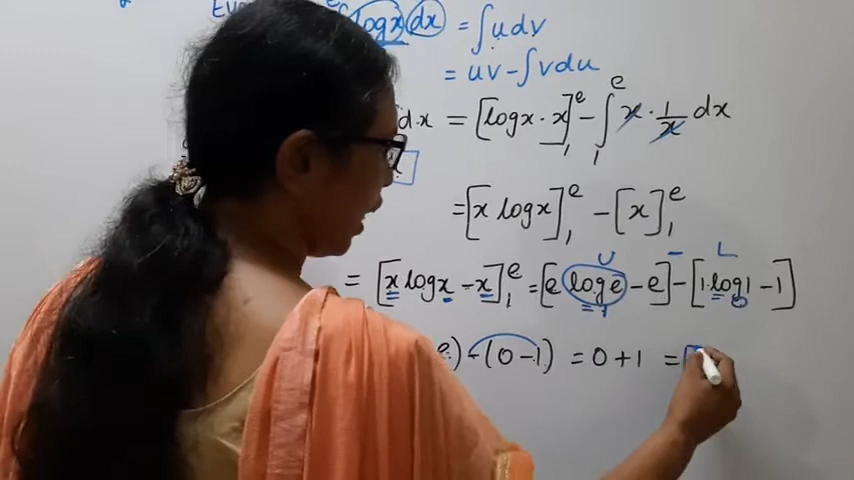 logx dx = ∫udv
= uv - ∫vdu
dx = [logx · x]₁ᵉ - ∫₁ᵉ x · 1/x dx
= [x logx]₁ᵉ - [x]₁ᵉ
U - L
= [x logx - x]₁ᵉ = [e loge - e] - [1·log1 - 1]
1 0
e) - (0 - 1) = 0 + 1 =